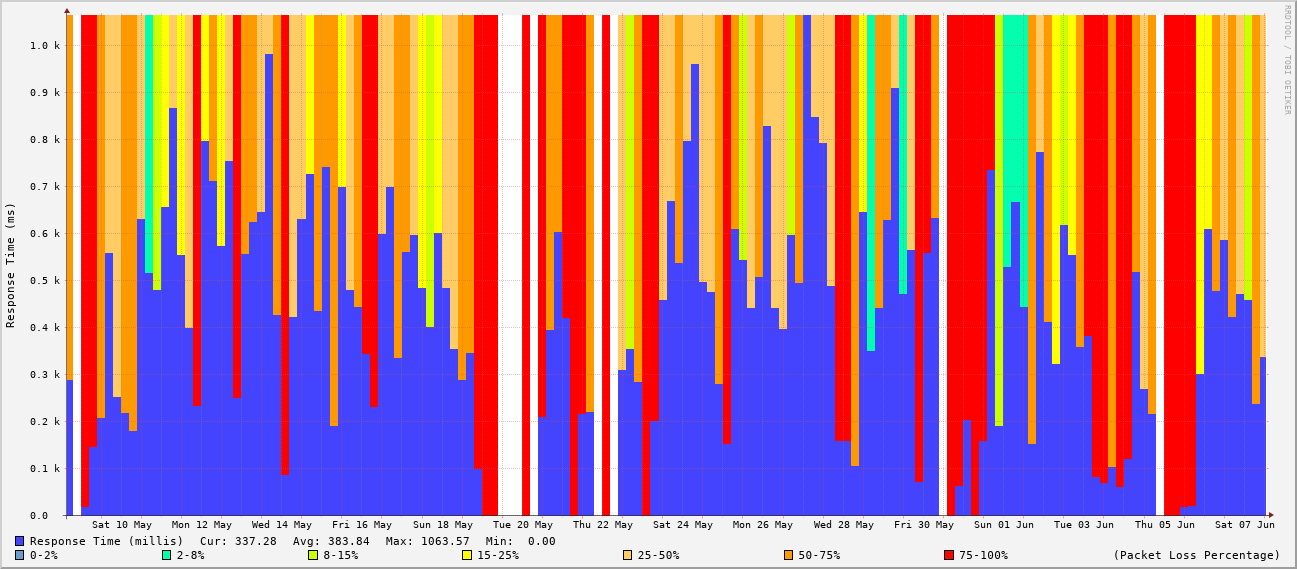 RRDTOOL / TOBI OETIKER
Response Time (ms)
1.0 k
0.9 k
0.8 k
0.7 k
0.6 k
0.5 k
0.4 k
0.3 k
0.2 k
0.1 k
0.0
Sat 10 May Mon 12 May Wed 14 May Fri 16 May Sun 18 May Tue 20 May Thu 22 May Sat 24 May Mon 26 May Wed 28 May Fri 30 May Sun 01 Jun Tue 03 Jun Thu 05 Jun Sat 07 Jun
Response Time (millis) Cur: 337.28 Avg: 383.84 Max: 1063.57 Min: 0.00
0-2% 2-8% 8-15% 15-25% 25-50% 50-75% 75-100% (Packet Loss Percentage)